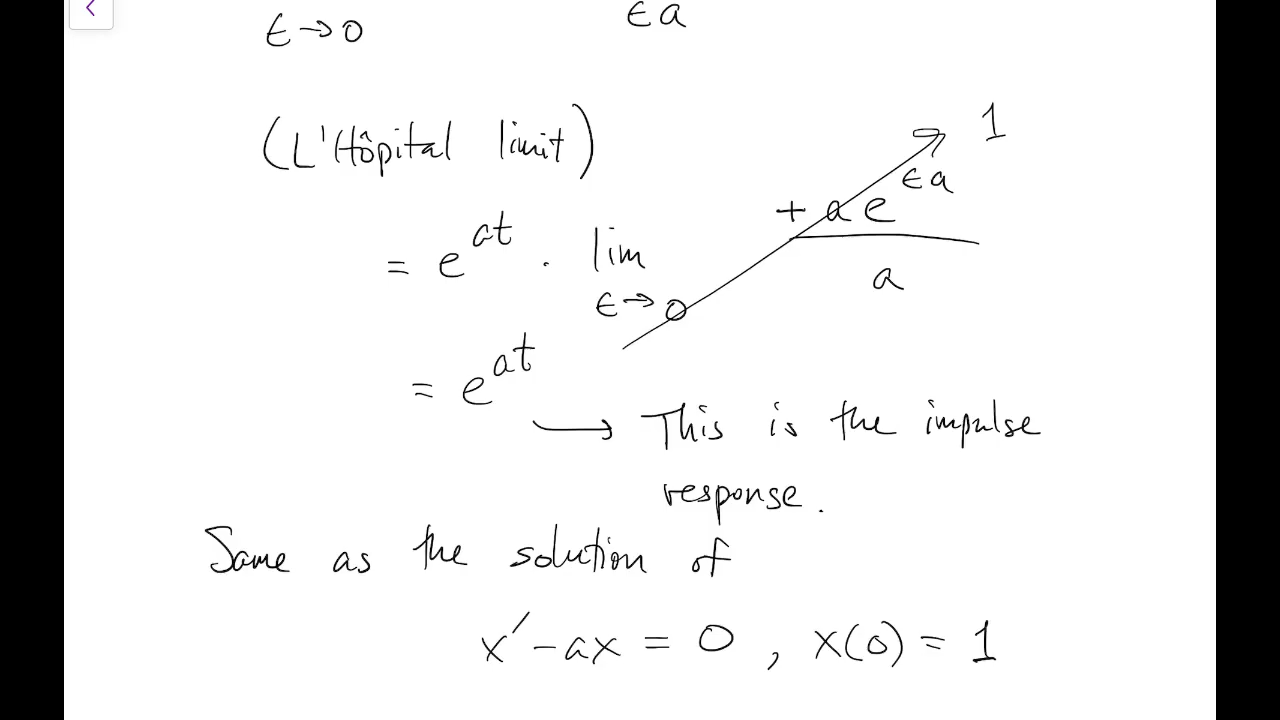 ε→0 εa
(L'Hôpital limit)
= e^{at} · lim_{ε→0} + a e^{εa} / a 1
= e^{at}
→ This is the impulse
response.
Same as the solution of
x′ - ax = 0 , x(0) = 1